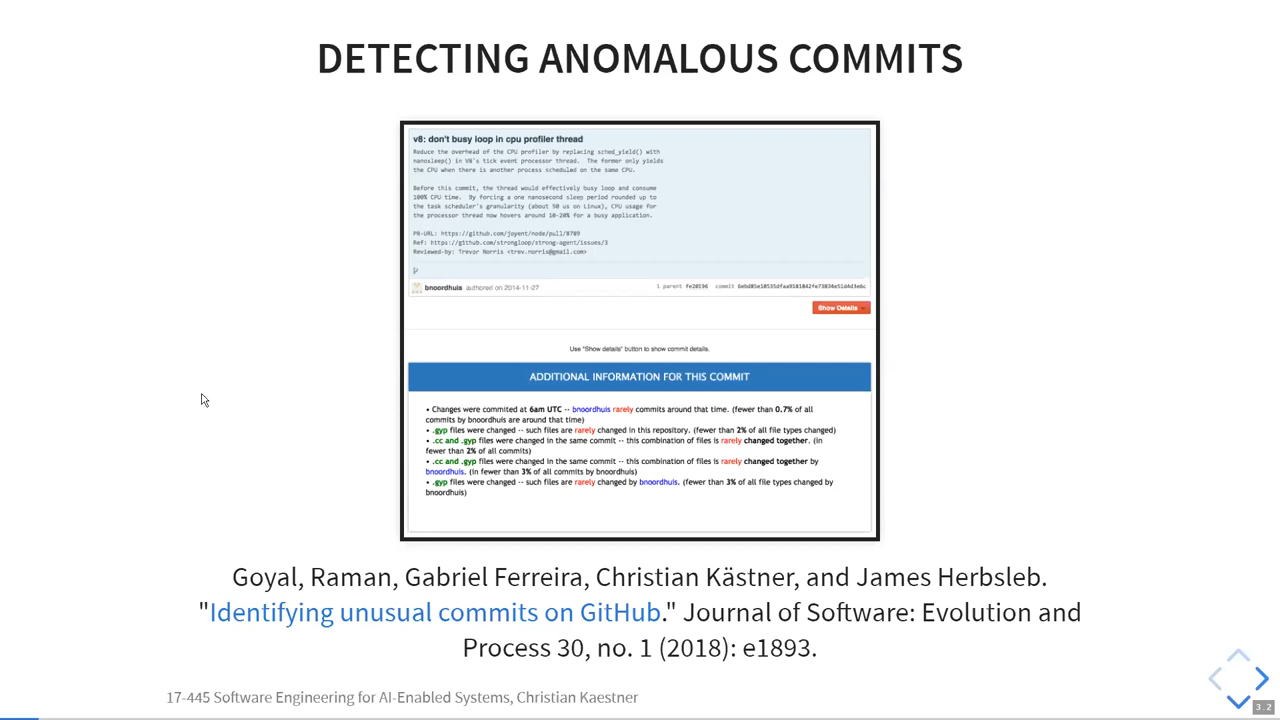 DETECTING ANOMALOUS COMMITS
v8: don't busy loop in cpu profiler thread
Reduce the overhead of the CPU profiler by replacing sched_yield() with
nanosleep() in V8's tick event processor thread. The former only yields
the CPU when there is another process scheduled on the same CPU.
Before this commit, the thread would effectively busy loop and consume
100% CPU time. By forcing a one nanosecond sleep period rounded up to
the task scheduler's granularity (about 50 us on Linux), CPU usage for
the processor thread now hovers around 10-20% for a busy application.
PR-URL: https://github.com/joyent/node/pull/8789
Ref: https://github.com/strongloop/strong-agent/issues/3
Reviewed-by: Trevor Norris <trev.norris@gmail.com>
bnoordhuis authored on 2014-11-27
1 parent fe20196 commit
Show Details
Use "Show details" button to show commit details.
ADDITIONAL INFORMATION FOR THIS COMMIT
• Changes were commited at 6am UTC -- bnoordhuis rarely commits around that time. (fewer than 0.7% of all
commits by bnoordhuis are around that time)
• .gyp files were changed -- such files are rarely changed in this repository. (fewer than 2% of all file types changed)
• .cc and .gyp files were changed in the same commit -- this combination of files is rarely changed together. (in
fewer than 2% of all commits)
• .cc and .gyp files were changed in the same commit -- this combination of files is rarely changed together by
bnoordhuis. (in fewer than 3% of all commits by bnoordhuis)
• .gyp files were changed -- such files are rarely changed by bnoordhuis. (fewer than 3% of all file types changed by
bnoordhuis)
Goyal, Raman, Gabriel Ferreira, Christian Kästner, and James Herbsleb.
"Identifying unusual commits on GitHub." Journal of Software: Evolution and
Process 30, no. 1 (2018): e1893.
17-445 Software Engineering for AI-Enabled Systems, Christian Kaestner
3.2